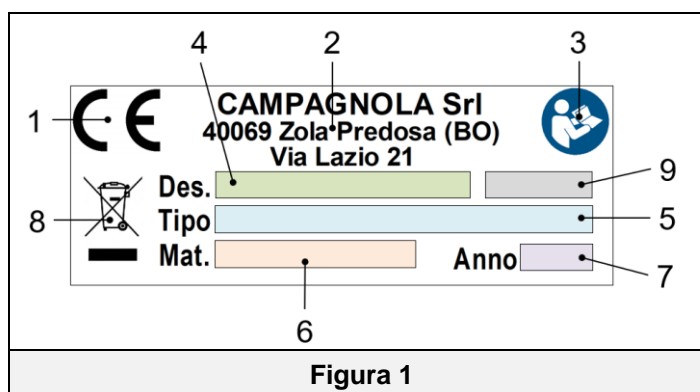 4 2 3
1 CE CAMPAGNOLA Srl
40069 Zola Predosa (BO)
Via Lazio 21
Des. 9
8 Tipo 5
Mat. Anno 7
6
Figura 1